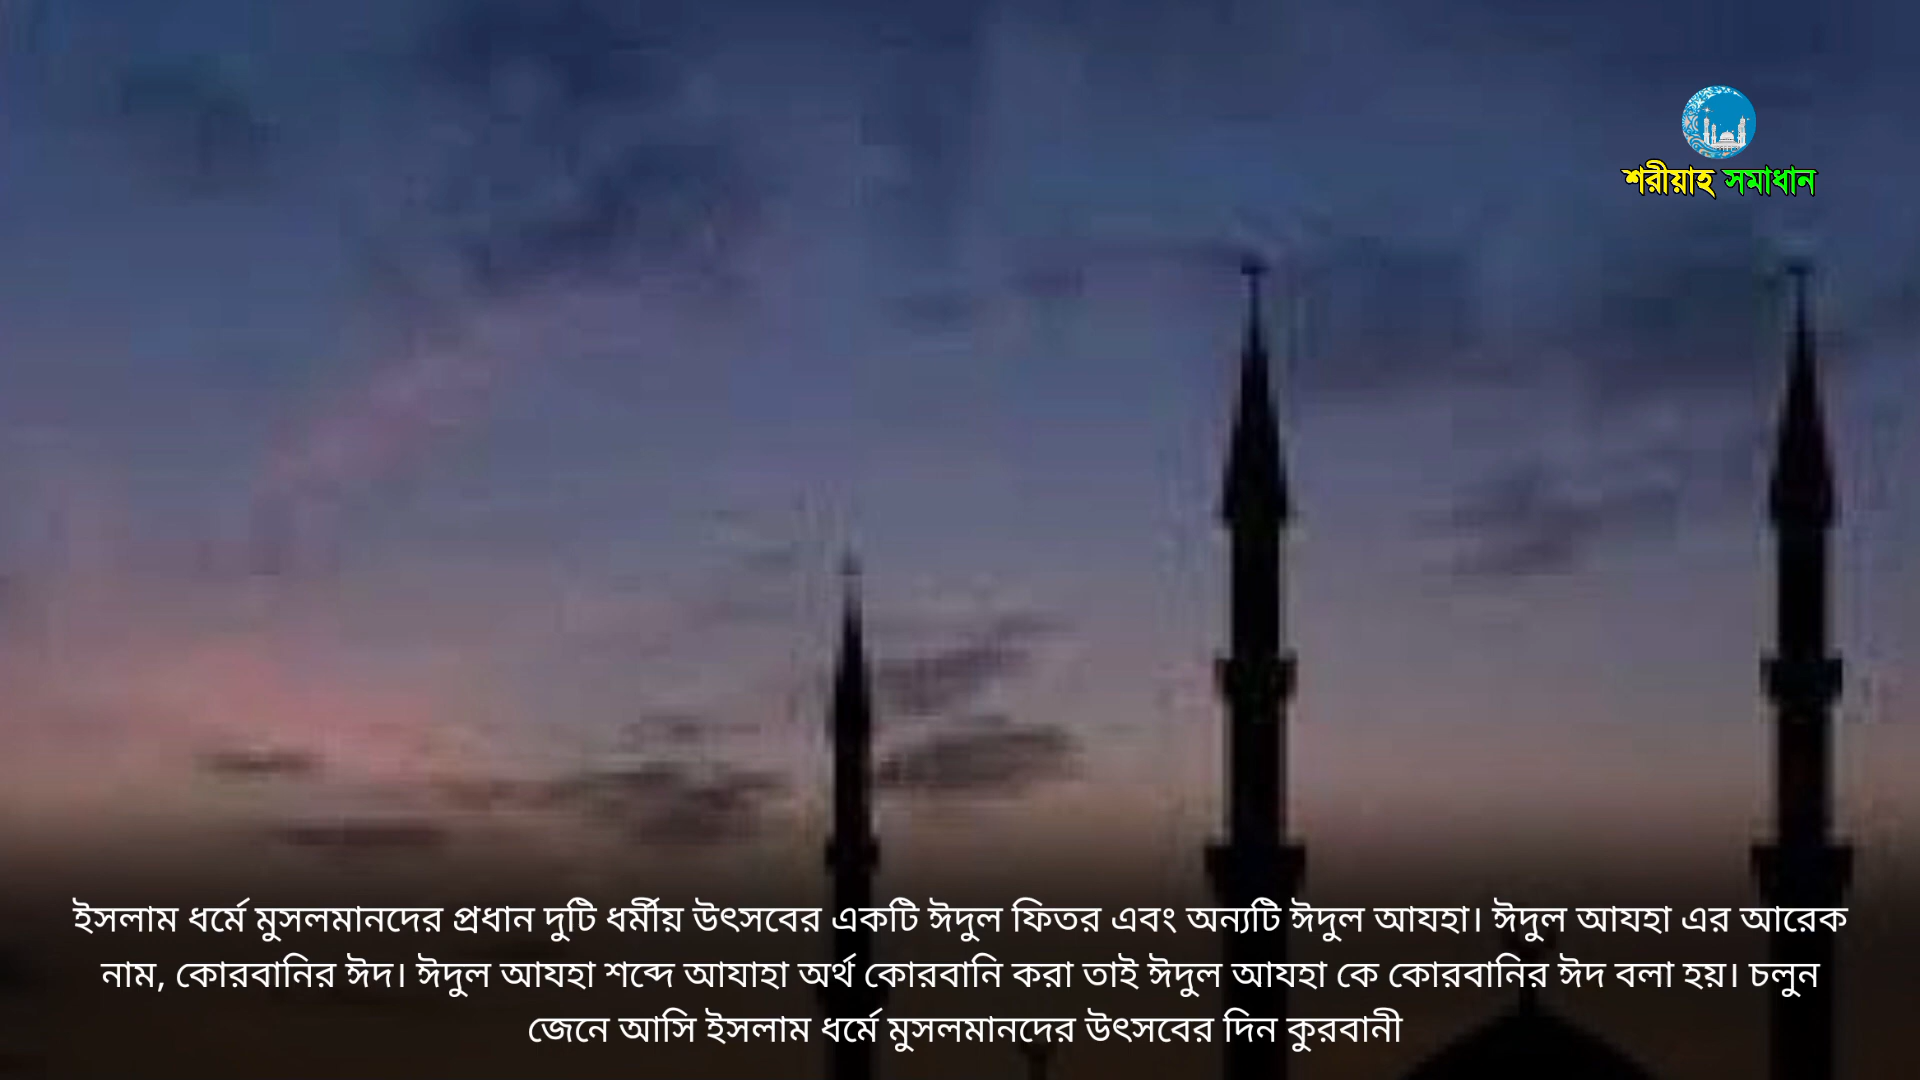 শরীয়াহ সমাধান
ইসলাম ধর্মে মুসলমানদের প্রধান দুটি ধর্মীয় উৎসবের একটি ঈদুল ফিতর এবং অন্যটি ঈদুল আযহা। ঈদুল আযহা এর আরেক
নাম, কোরবানির ঈদ। ঈদুল আযহা শব্দে আযাহা অর্থ কোরবানি করা তাই ঈদুল আযহা কে কোরবানির ঈদ বলা হয়। চলুন
জেনে আসি ইসলাম ধর্মে মুসলমানদের উৎসবের দিন কুরবানী